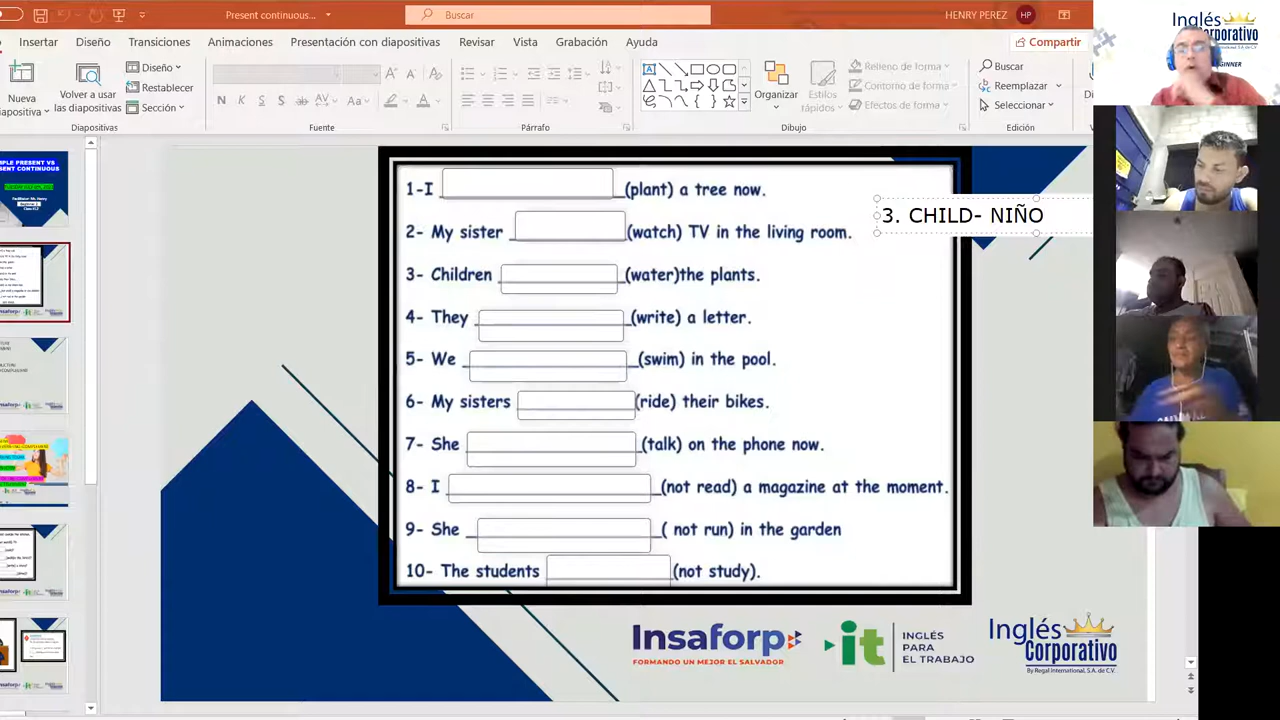 Present continuous...
Buscar
HENRY PEREZ
HP
Insertar
Diseño
Transiciones
Animaciones
Presentación con diapositivas
Revisar
Vista
Grabación
Ayuda
Compartir
Nueva
diapositiva
Volver a usar
las diapositivas
Diseño
Restablecer
Sección
Diapositivas
N
K
S
S
ab
AV
Aa
A
Fuente
Párrafo
Organizar
Estilos
rápidos
Relleno de forma
Contorno de forma
Efectos de forma
Dibujo
Buscar
Reemplazar
Seleccionar
Edición
Inglés
Corporativo
1-I (plant) a tree now.
2- My sister (watch) TV in the living room.
3- Children (water)the plants.
4- They (write) a letter.
5- We (swim) in the pool.
6- My sisters (ride) their bikes.
7- She (talk) on the phone now.
8- I (not read) a magazine at the moment.
9- She ( not run) in the garden
10- The students (not study).
3. CHILD- NIÑO
Insaforp
FORMANDO UN MEJOR EL SALVADOR
it
INGLÉS
PARA
EL TRABAJO
Inglés
Corporativo
By Regal International, S.A. de C.V.